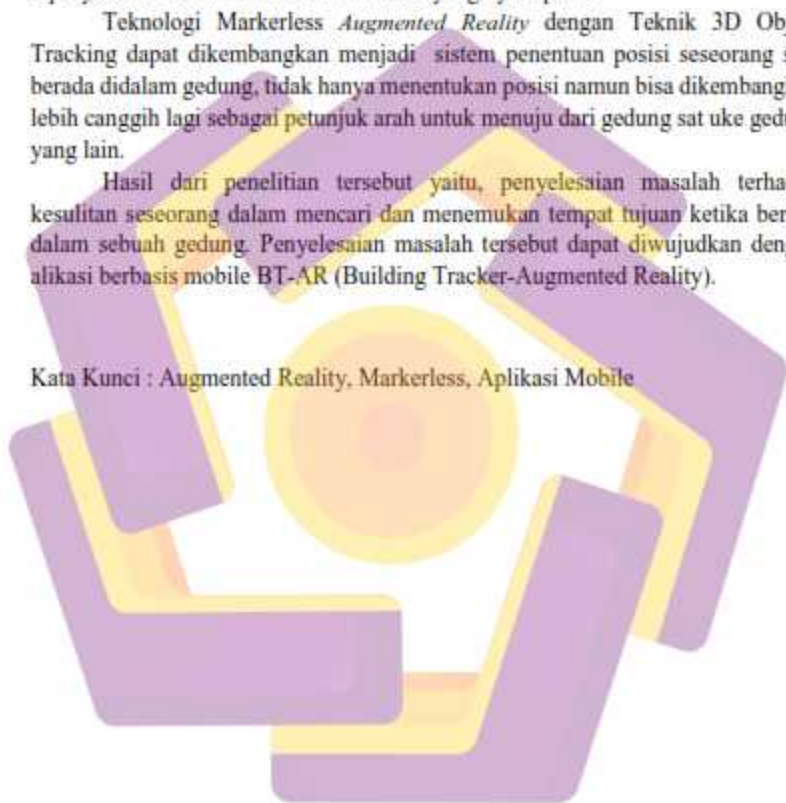 Teknologi Markerless Augmented Reality dengan Teknik 3D Obj
Tracking dapat dikembangkan menjadi sistem penentuan posisi seseorang s
berada didalam gedung, tidak hanya menentukan posisi namun bisa dikembangk
lebih canggih lagi sebagai petunjuk arah untuk menuju dari gedung sat uke gedu
yang lain.
Hasil dari penelitian tersebut yaitu, penyelesaian masalah terha
kesulitan seseorang dalam mencari dan menemukan tempat tujuan ketika ber
dalam sebuah gedung. Penyelesaian masalah tersebut dapat diwujudkan deng
alikasi berbasis mobile BT-AR (Building Tracker-Augmented Reality).
Kata Kunci : Augmented Reality, Markerless, Aplikasi Mobile